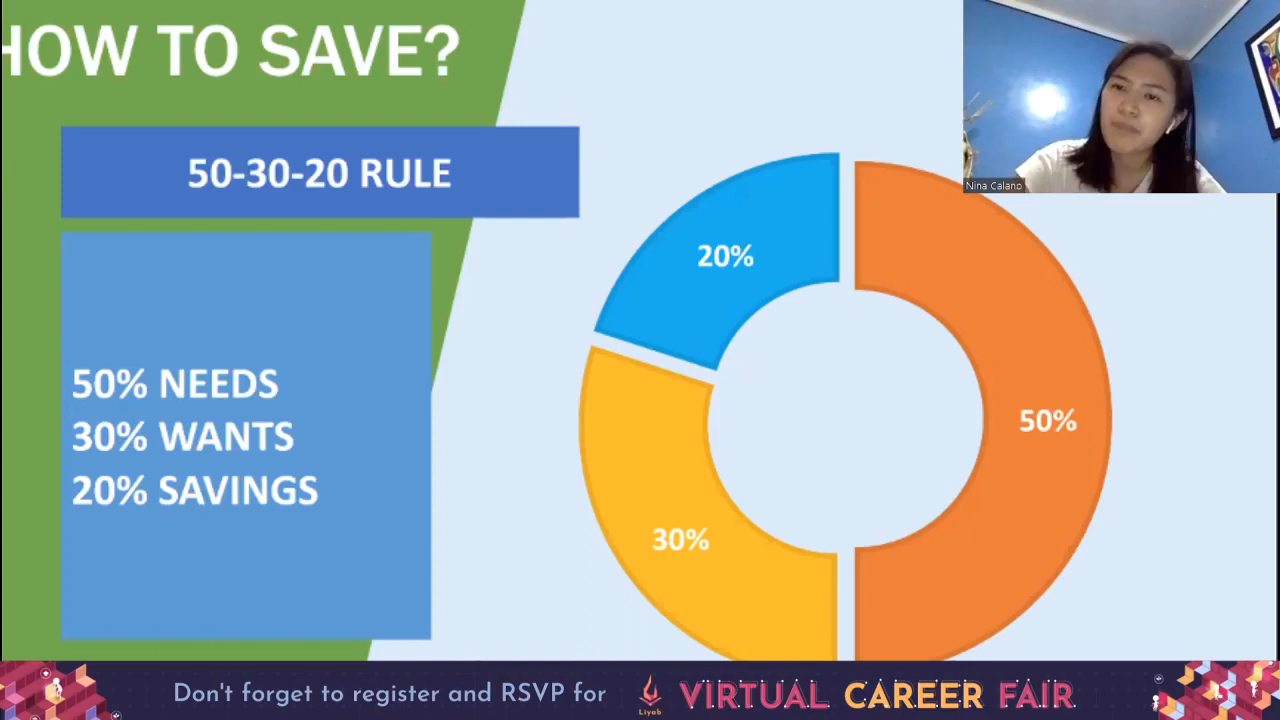 HOW TO SAVE?
50-30-20 RULE
50% NEEDS
30% WANTS
20% SAVINGS
20%
50%
30%
Nina Calano
Don't forget to register and RSVP for
Liyab
VIRTUAL CAREER FAIR